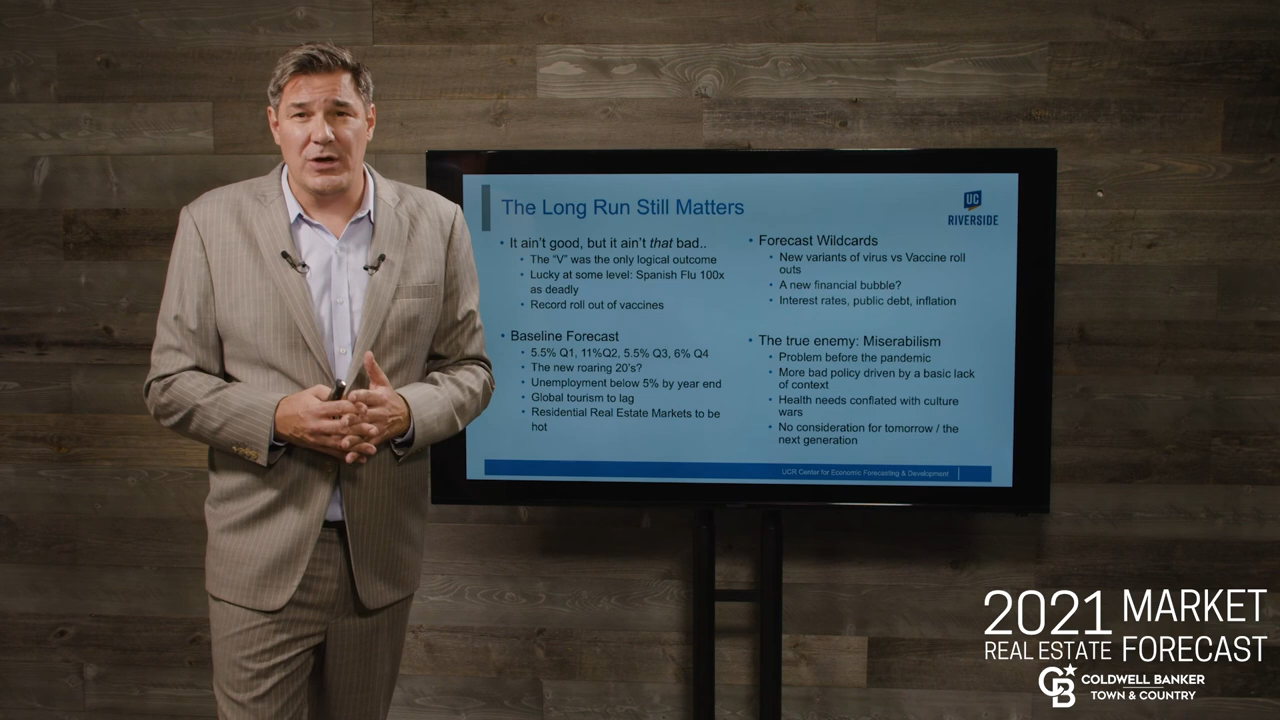 The Long Run Still Matters
UC
RIVERSIDE
• It ain't good, but it ain't that bad..
• The "V" was the only logical outcome
• Lucky at some level: Spanish Flu 100x
as deadly
• Record roll out of vaccines
• Baseline Forecast
• 5.5% Q1, 11%Q2, 5.5% Q3, 6% Q4
• The new roaring 20's?
• Unemployment below 5% by year end
• Global tourism to lag
• Residential Real Estate Markets to be
hot
• Forecast Wildcards
• New variants of virus vs Vaccine roll
outs
• A new financial bubble?
• Interest rates, public debt, inflation
• The true enemy: Miserabilism
• Problem before the pandemic
• More bad policy driven by a basic lack
of context
• Health needs conflated with culture
wars
• No consideration for tomorrow / the
next generation
UCR Center for Economic Forecasting & Development
2021 MARKET
REAL ESTATE FORECAST
CB COLDWELL BANKER
TOWN & COUNTRY